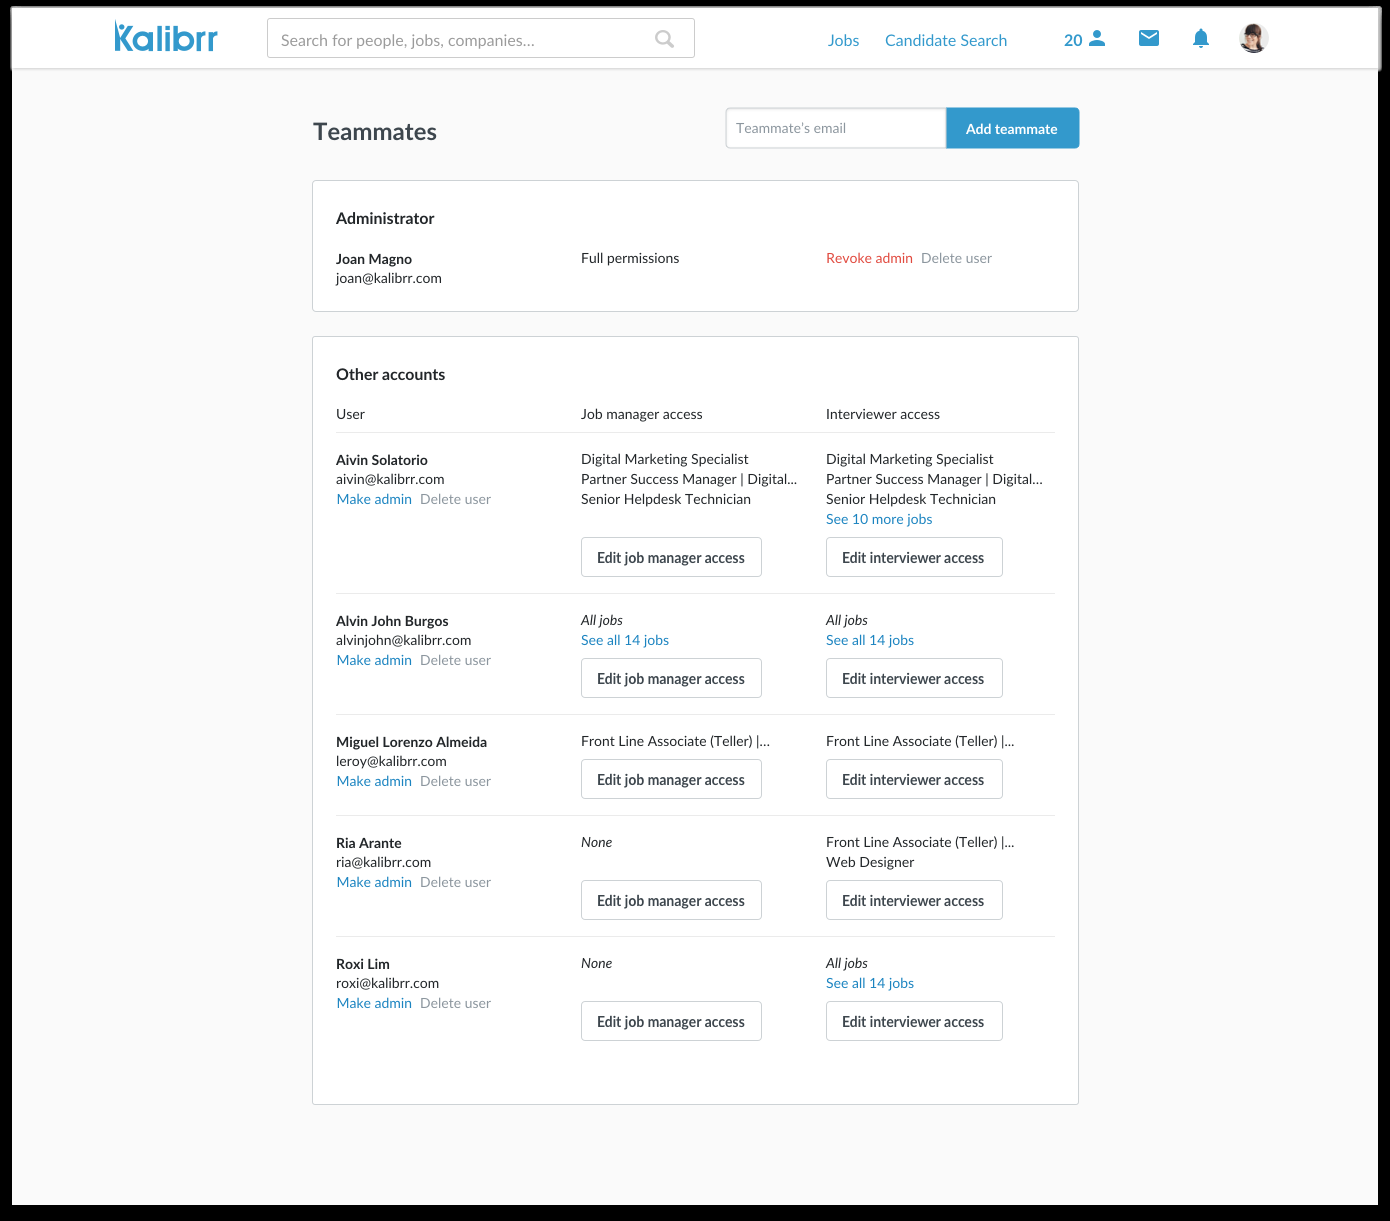 Kalibrr
Search for people, jobs, companies...
Jobs
Candidate Search
20
Teammates
Teammate's email
Add teammate
Administrator
Joan Magno
Full permissions
Revoke admin Delete user
joan@kalibrr.com
Other accounts
User
Job manager access
Interviewer access
Aivin Solatorio
aivin@kalibrr.com
Make admin Delete user
Digital Marketing Specialist
Partner Success Manager | Digital...
Senior Helpdesk Technician
Edit job manager access
Digital Marketing Specialist
Partner Success Manager | Digital...
Senior Helpdesk Technician
See 10 more jobs
Edit interviewer access
Alvin John Burgos
alvinjohn@kalibrr.com
Make admin Delete user
All jobs
See all 14 jobs
Edit job manager access
All jobs
See all 14 jobs
Edit interviewer access
Miguel Lorenzo Almeida
leroy@kalibrr.com
Make admin Delete user
Front Line Associate (Teller) |...
Edit job manager access
Front Line Associate (Teller) |...
Edit interviewer access
Ria Arante
ria@kalibrr.com
Make admin Delete user
None
Edit job manager access
Front Line Associate (Teller) |...
Web Designer
Edit interviewer access
Roxi Lim
roxi@kalibrr.com
Make admin Delete user
None
Edit job manager access
All jobs
See all 14 jobs
Edit interviewer access